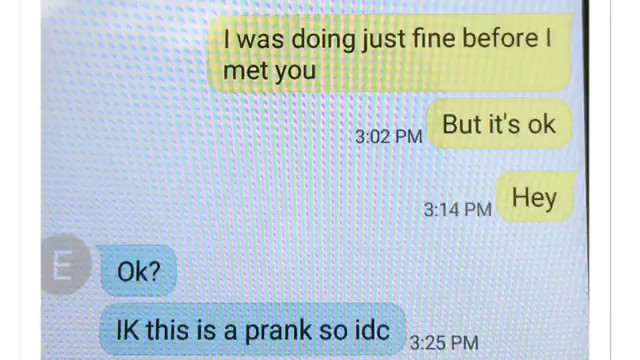 I was doing just fine before I
met you
3:02 PM But it's ok
3:14 PM Hey
E
Ok?
IK this is a prank so idc 3:25 PM